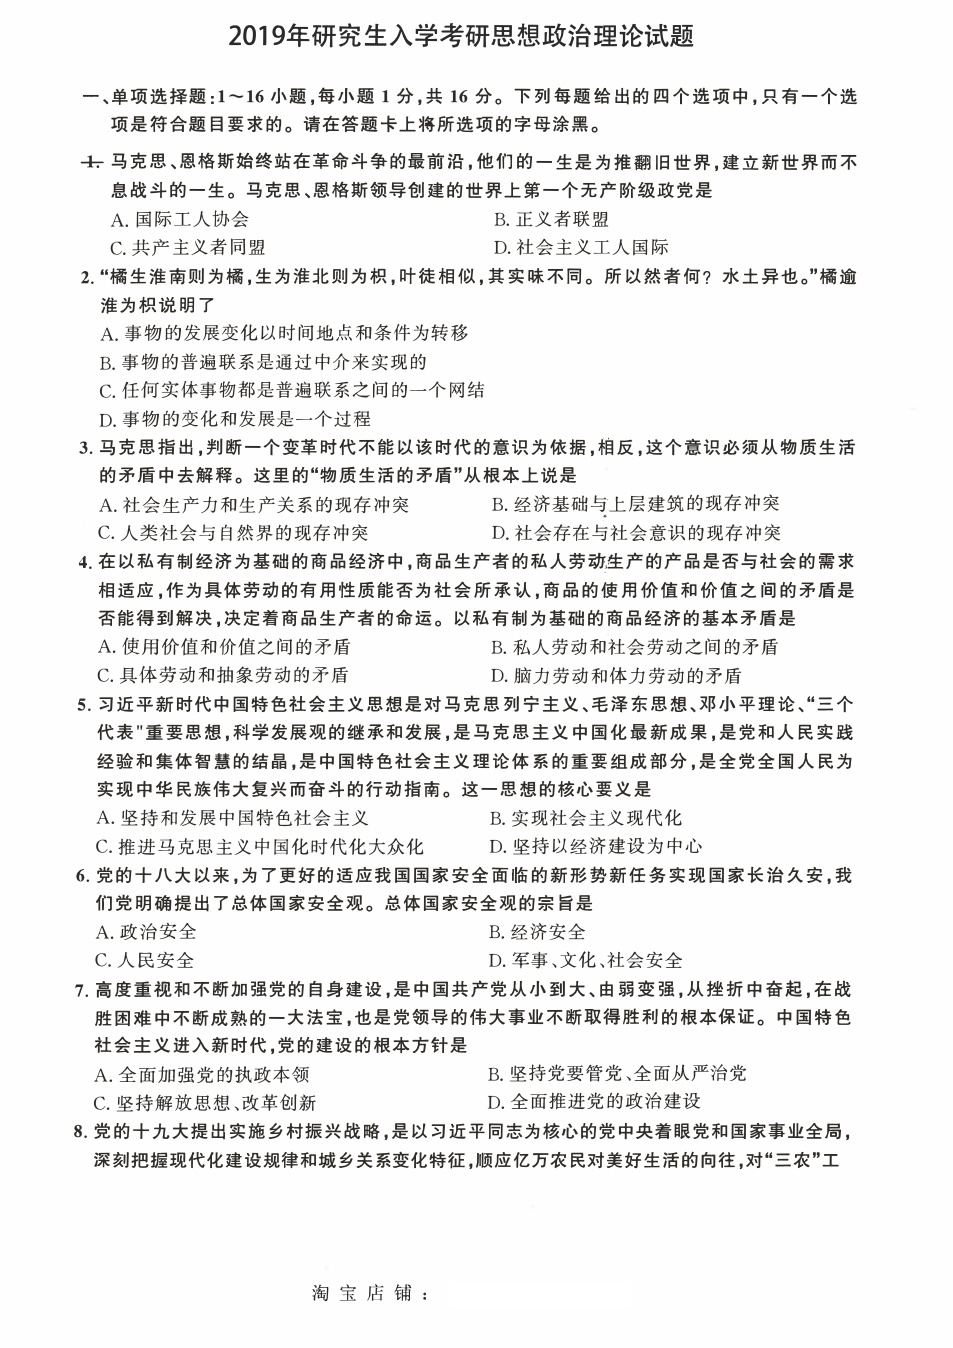 2019年研究生入学考研思想政治理论试题
一、单项选择题:1～16 小题,每小题 1 分,共 16 分。下列每题给出的四个选项中,只有一个选
项是符合题目要求的。请在答题卡上将所选项的字母涂黑。
1. 马克思、恩格斯始终站在革命斗争的最前沿,他们的一生是为推翻旧世界,建立新世界而不
息战斗的一生。马克思、恩格斯领导创建的世界上第一个无产阶级政党是
A. 国际工人协会 B. 正义者联盟
C. 共产主义者同盟 D. 社会主义工人国际
2. “橘生淮南则为橘,生为淮北则为枳,叶徒相似,其实味不同。所以然者何? 水土异也。”橘逾
淮为枳说明了
A. 事物的发展变化以时间地点和条件为转移
B. 事物的普遍联系是通过中介来实现的
C. 任何实体事物都是普遍联系之间的一个网结
D. 事物的变化和发展是一个过程
3. 马克思指出,判断一个变革时代不能以该时代的意识为依据,相反,这个意识必须从物质生活
的矛盾中去解释。这里的“物质生活的矛盾”从根本上说是
A. 社会生产力和生产关系的现存冲突 B. 经济基础与上层建筑的现存冲突
C. 人类社会与自然界的现存冲突 D. 社会存在与社会意识的现存冲突
4. 在以私有制经济为基础的商品经济中,商品生产者的私人劳动生产的产品是否与社会的需求
相适应,作为具体劳动的有用性质能否为社会所承认,商品的使用价值和价值之间的矛盾是
否能得到解决,决定着商品生产者的命运。以私有制为基础的商品经济的基本矛盾是
A. 使用价值和价值之间的矛盾 B. 私人劳动和社会劳动之间的矛盾
C. 具体劳动和抽象劳动的矛盾 D. 脑力劳动和体力劳动的矛盾
5. 习近平新时代中国特色社会主义思想是对马克思列宁主义、毛泽东思想、邓小平理论、“三个
代表"重要思想,科学发展观的继承和发展,是马克思主义中国化最新成果,是党和人民实践
经验和集体智慧的结晶,是中国特色社会主义理论体系的重要组成部分,是全党全国人民为
实现中华民族伟大复兴而奋斗的行动指南。这一思想的核心要义是
A. 坚持和发展中国特色社会主义 B. 实现社会主义现代化
C. 推进马克思主义中国化时代化大众化 D. 坚持以经济建设为中心
6. 党的十八大以来,为了更好的适应我国国家安全面临的新形势新任务实现国家长治久安,我
们党明确提出了总体国家安全观。总体国家安全观的宗旨是
A. 政治安全 B. 经济安全
C. 人民安全 D. 军事、文化、社会安全
7. 高度重视和不断加强党的自身建设,是中国共产党从小到大、由弱变强,从挫折中奋起,在战
胜困难中不断成熟的一大法宝,也是党领导的伟大事业不断取得胜利的根本保证。中国特色
社会主义进入新时代,党的建设的根本方针是
A. 全面加强党的执政本领 B. 坚持党要管党、全面从严治党
C. 坚持解放思想、改革创新 D. 全面推进党的政治建设
8. 党的十九大提出实施乡村振兴战略,是以习近平同志为核心的党中央着眼党和国家事业全局,
深刻把握现代化建设规律和城乡关系变化特征,顺应亿万农民对美好生活的向往,对“三农”工
淘宝店铺: